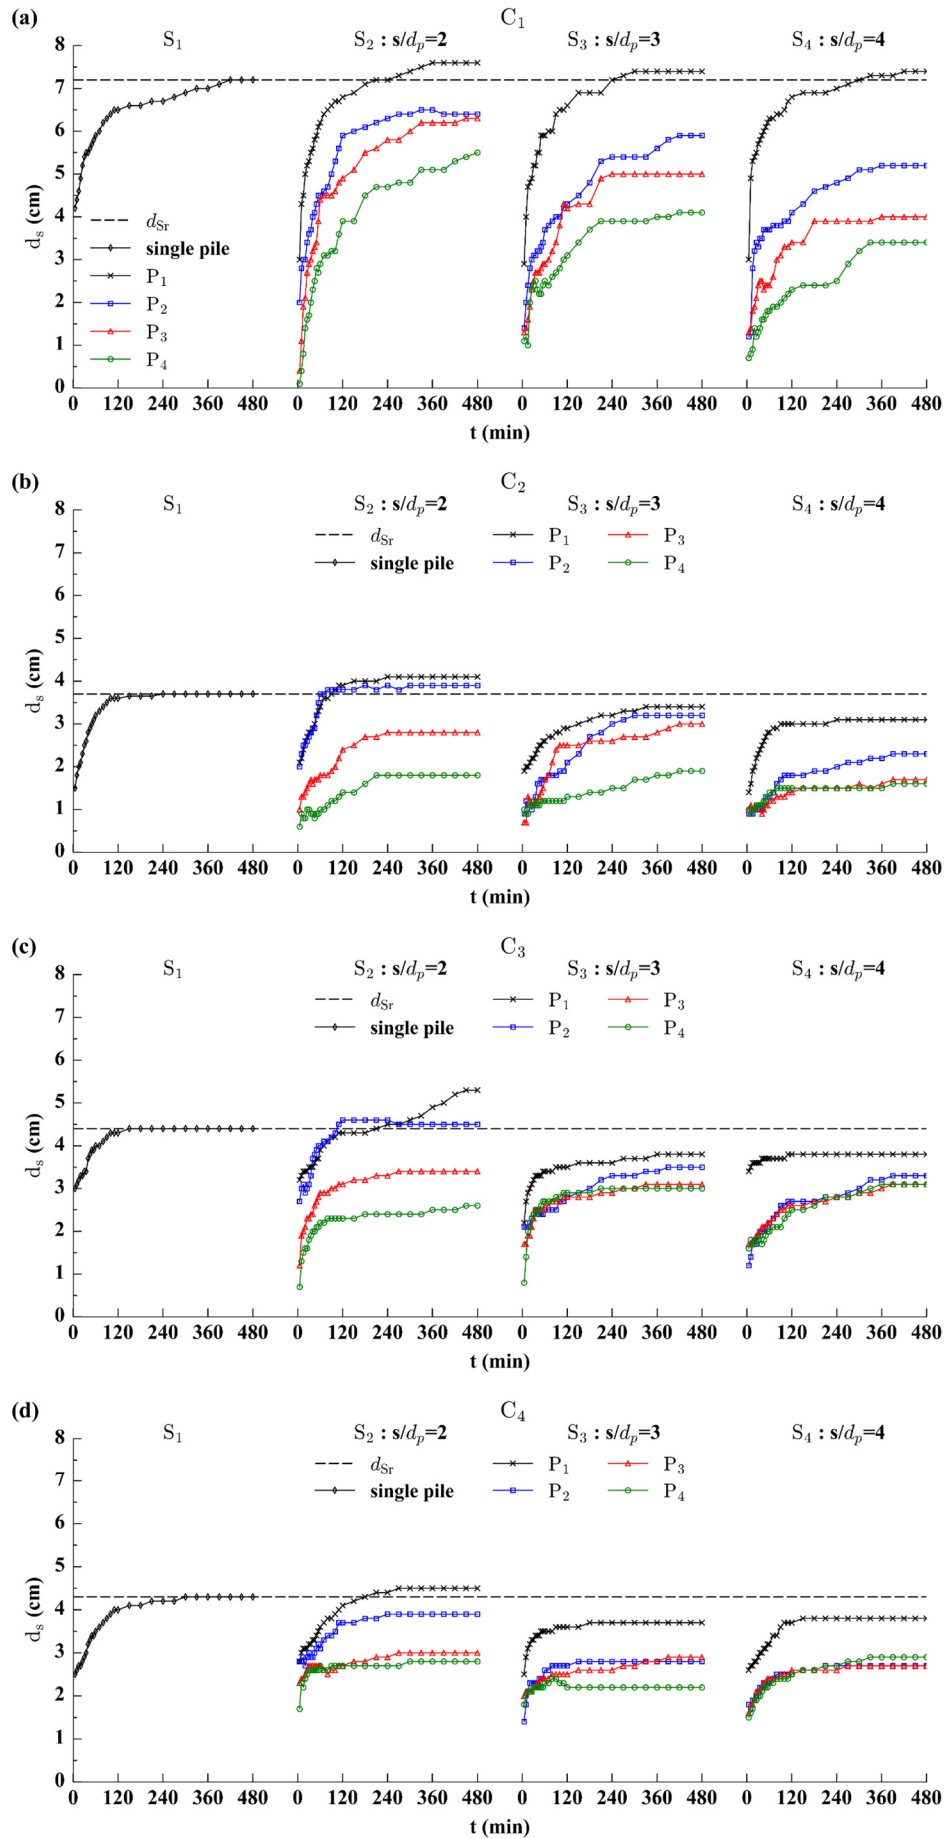 (a)
C1
S1 S2 : s/dp=2 S3 : s/dp=3 S4 : s/dp=4
8
7
6
5
4
3
2
1
0
ds (cm)
dSr
single pile
P1
P2
P3
P4
0 120 240 360 480 0 120 240 360 480 0 120 240 360 480 0 120 240 360 480
t (min)
(b)
C2
S1 S2 : s/dp=2 S3 : s/dp=3 S4 : s/dp=4
8
7
6
5
4
3
2
1
0
ds (cm)
dSr P1 P3
single pile P2 P4
0 120 240 360 480 0 120 240 360 480 0 120 240 360 480 0 120 240 360 480
t (min)
(c)
C3
S1 S2 : s/dp=2 S3 : s/dp=3 S4 : s/dp=4
8
7
6
5
4
3
2
1
0
ds (cm)
dSr P1 P3
single pile P2 P4
0 120 240 360 480 0 120 240 360 480 0 120 240 360 480 0 120 240 360 480
t (min)
(d)
C4
S1 S2 : s/dp=2 S3 : s/dp=3 S4 : s/dp=4
8
7
6
5
4
3
2
1
0
ds (cm)
dSr P1 P3
single pile P2 P4
0 120 240 360 480 0 120 240 360 480 0 120 240 360 480 0 120 240 360 480
t (min)